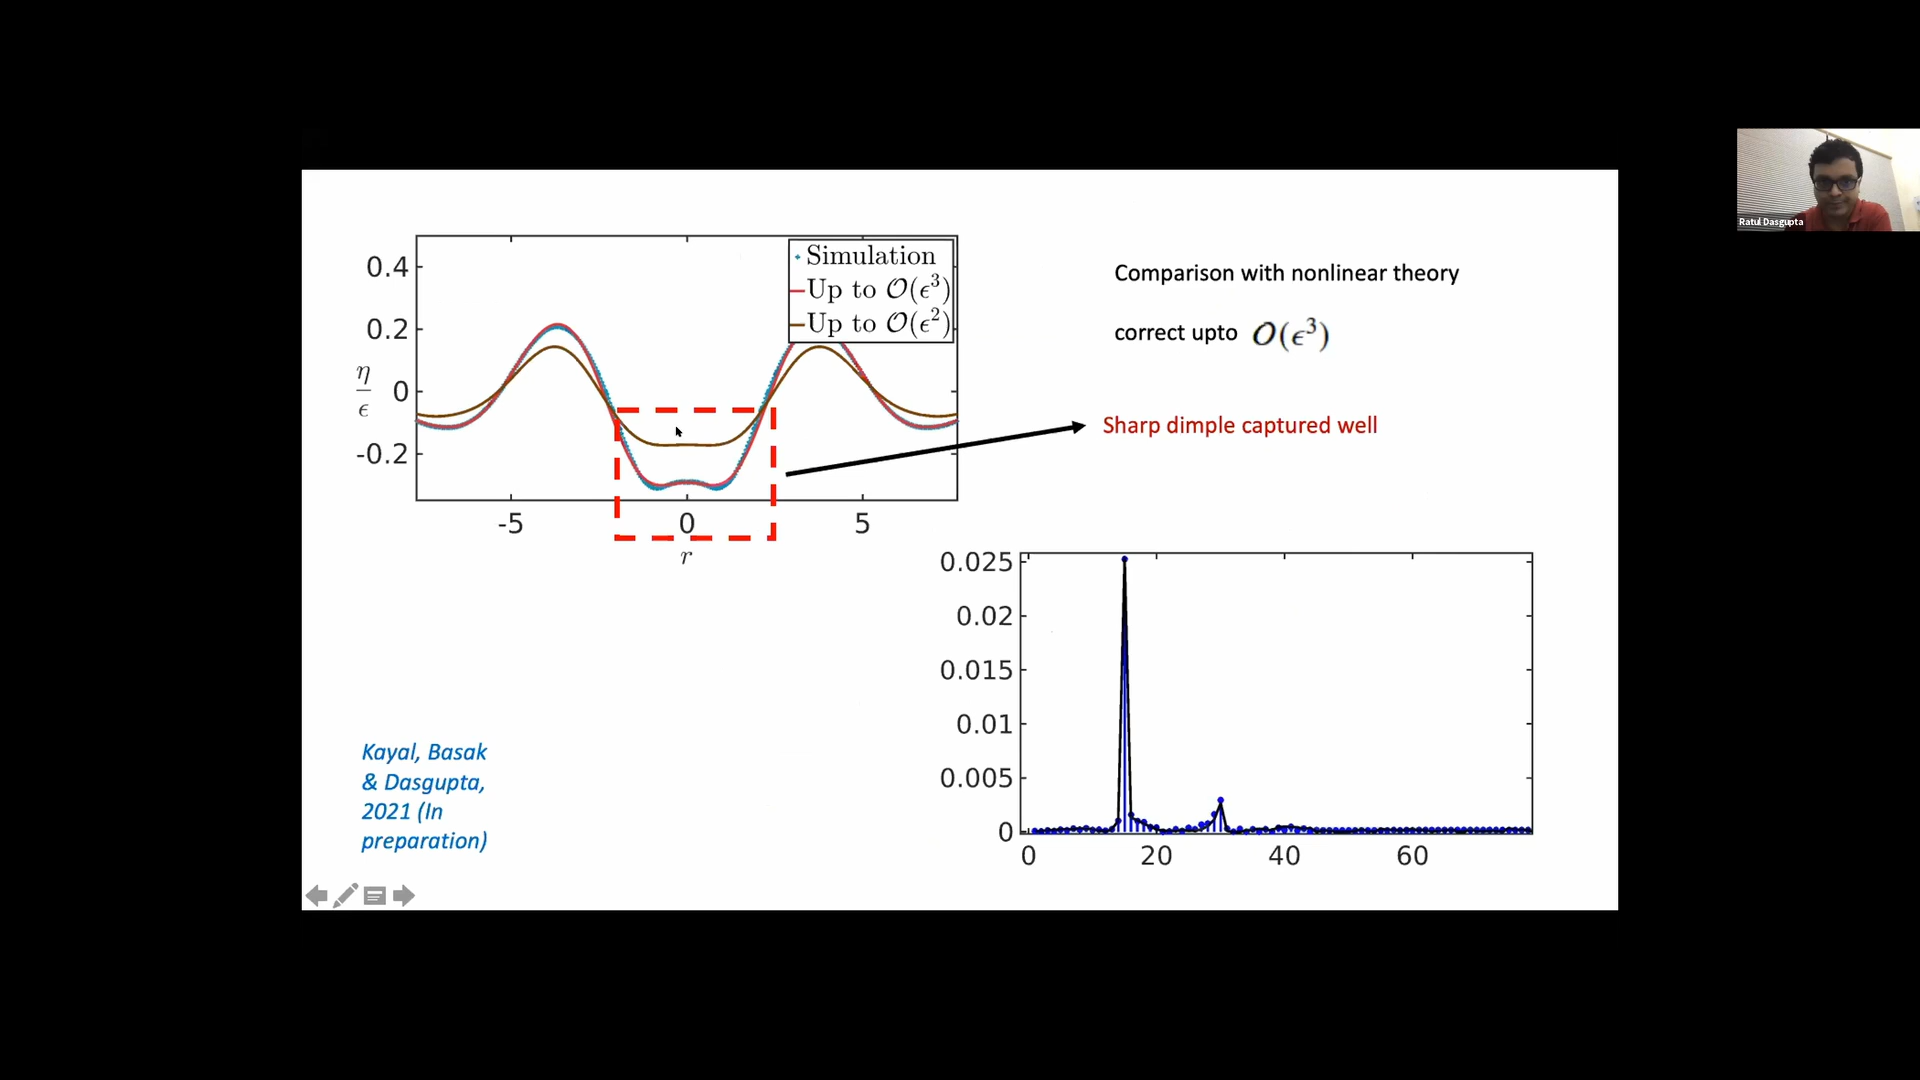 0.4
0.2
0
-0.2
η/ϵ
-5 0 5
r
Simulation
Up to O(ϵ³)
Up to O(ϵ²)
Comparison with nonlinear theory
correct upto O(ϵ³)
Sharp dimple captured well
0.025
0.02
0.015
0.01
0.005
0
0 20 40 60
Kayal, Basak
& Dasgupta,
2021 (In
preparation)
Ratul Dasgupta